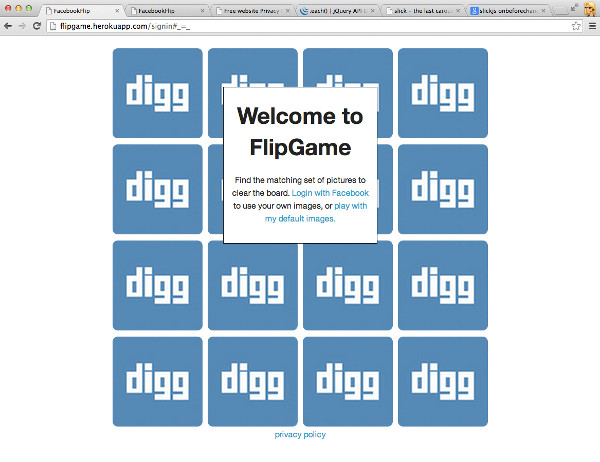 FacebookFlip
FacebookFlip
Free website Privacy
.each() | jQuery API
slick - the last carou
slickjs onbeforechan
flipgame.herokuapp.com/signin#_=_
digg digg digg digg
Welcome to
FlipGame
Find the matching set of pictures to
clear the board. Login with Facebook
to use your own images, or play with
my default images.
digg digg
digg digg digg digg
digg digg digg digg
privacy policy